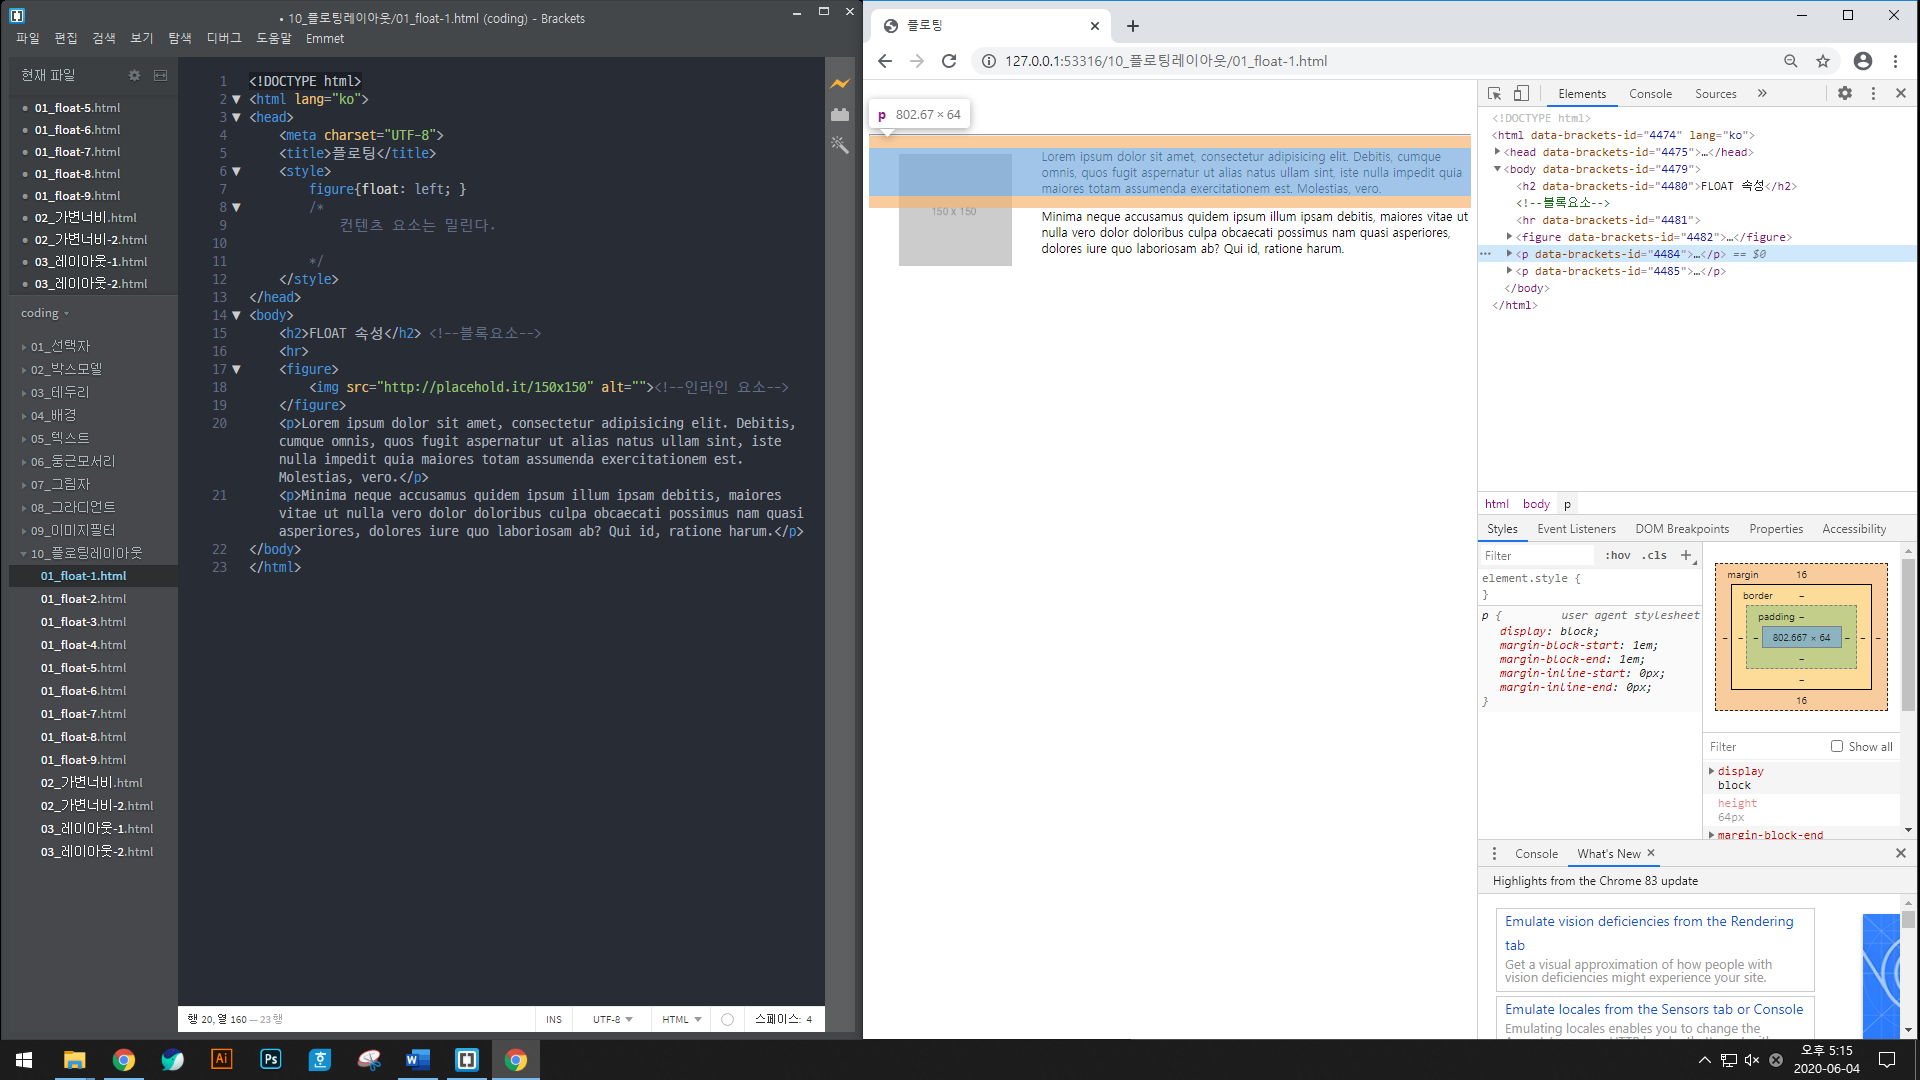 • 10_플로팅레이아웃/01_float-1.html (coding) - Brackets
파일 편집 검색 보기 탐색 디버그 도움말 Emmet
현재 파일
01_float-5.html
01_float-6.html
01_float-7.html
01_float-8.html
01_float-9.html
02_가변너비.html
02_가변너비-2.html
03_레이아웃-1.html
03_레이아웃-2.html
coding
01_선택자
02_박스모델
03_테두리
04_배경
05_텍스트
06_둥근모서리
07_그림자
08_그라디언트
09_이미지필터
10_플로팅레이아웃
01_float-1.html
01_float-2.html
01_float-3.html
01_float-4.html
01_float-5.html
01_float-6.html
01_float-7.html
01_float-8.html
01_float-9.html
02_가변너비.html
02_가변너비-2.html
03_레이아웃-1.html
03_레이아웃-2.html
1 <!DOCTYPE html>
2 <html lang="ko">
3 <head>
4 <meta charset="UTF-8">
5 <title>플로팅</title>
6 <style>
7 figure{float: left; }
8 /*
9 컨텐츠 요소는 밀린다.
10
11 */
12 </style>
13 </head>
14 <body>
15 <h2>FLOAT 속성</h2> <!--블록요소-->
16 <hr>
17 <figure>
18 <img src="http://placehold.it/150x150" alt=""><!--인라인 요소-->
19 </figure>
20 <p>Lorem ipsum dolor sit amet, consectetur adipisicing elit. Debitis,
cumque omnis, quos fugit aspernatur ut alias natus ullam sint, iste
nulla impedit quia maiores totam assumenda exercitationem est.
Molestias, vero.</p>
21 <p>Minima neque accusamus quidem ipsum illum ipsam debitis, maiores
vitae ut nulla vero dolor doloribus culpa obcaecati possimus nam quasi
asperiores, dolores iure quo laboriosam ab? Qui id, ratione harum.</p>
22 </body>
23 </html>
행 20, 열 160 — 23 행
INS UTF-8 HTML 스페이스: 4
플로팅
127.0.0.1:53316/10_플로팅레이아웃/01_float-1.html
p 802.67 × 64
150 x 150
Lorem ipsum dolor sit amet, consectetur adipisicing elit. Debitis, cumque
omnis, quos fugit aspernatur ut alias natus ullam sint, iste nulla impedit quia
maiores totam assumenda exercitationem est. Molestias, vero.
Minima neque accusamus quidem ipsum illum ipsam debitis, maiores vitae ut
nulla vero dolor doloribus culpa obcaecati possimus nam quasi asperiores,
dolores iure quo laboriosam ab? Qui id, ratione harum.
Elements Console Sources
<!DOCTYPE html>
<html data-brackets-id="4474" lang="ko">
<head data-brackets-id="4475">…</head>
<body data-brackets-id="4479">
<h2 data-brackets-id="4480">FLOAT 속성</h2>
<!--블록요소-->
<hr data-brackets-id="4481">
<figure data-brackets-id="4482">…</figure>
<p data-brackets-id="4484">…</p> == $0
<p data-brackets-id="4485">…</p>
</body>
</html>
html body p
Styles Event Listeners DOM Breakpoints Properties Accessibility
Filter :hov .cls +
element.style {
}
p { user agent stylesheet
display: block;
margin-block-start: 1em;
margin-block-end: 1em;
margin-inline-start: 0px;
margin-inline-end: 0px;
}
margin 16
border –
padding –
– – – 802.667 × 64 – – –
–
–
16
Filter Show all
display
block
height
64px
margin-block-end
Console What's New
Highlights from the Chrome 83 update
Emulate vision deficiencies from the Rendering
tab
Get a visual approximation of how people with
vision deficiencies might experience your site.
Emulate locales from the Sensors tab or Console
Emulating locales enables you to change the
Ai Ps
오후 5:15
2020-06-04